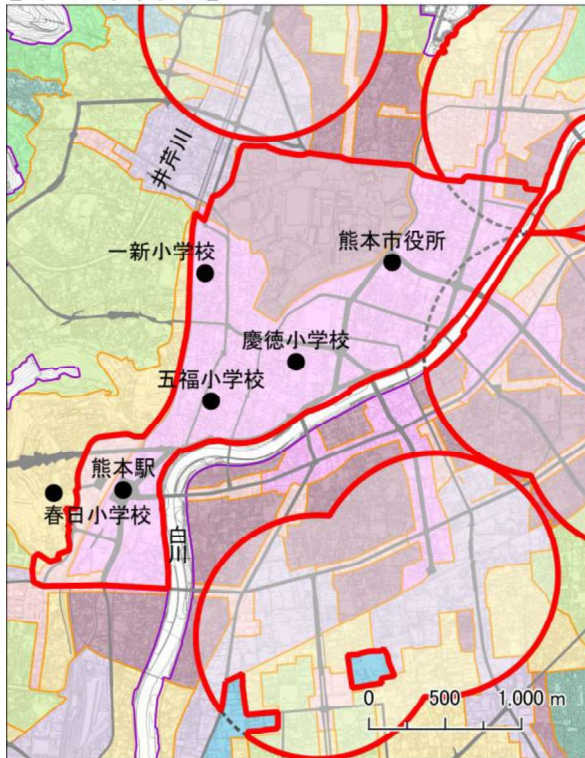 井芹川
一新小学校
熊本市役所
慶徳小学校
五福小学校
熊本駅
春日小学校
白川
0 500 1,000 m